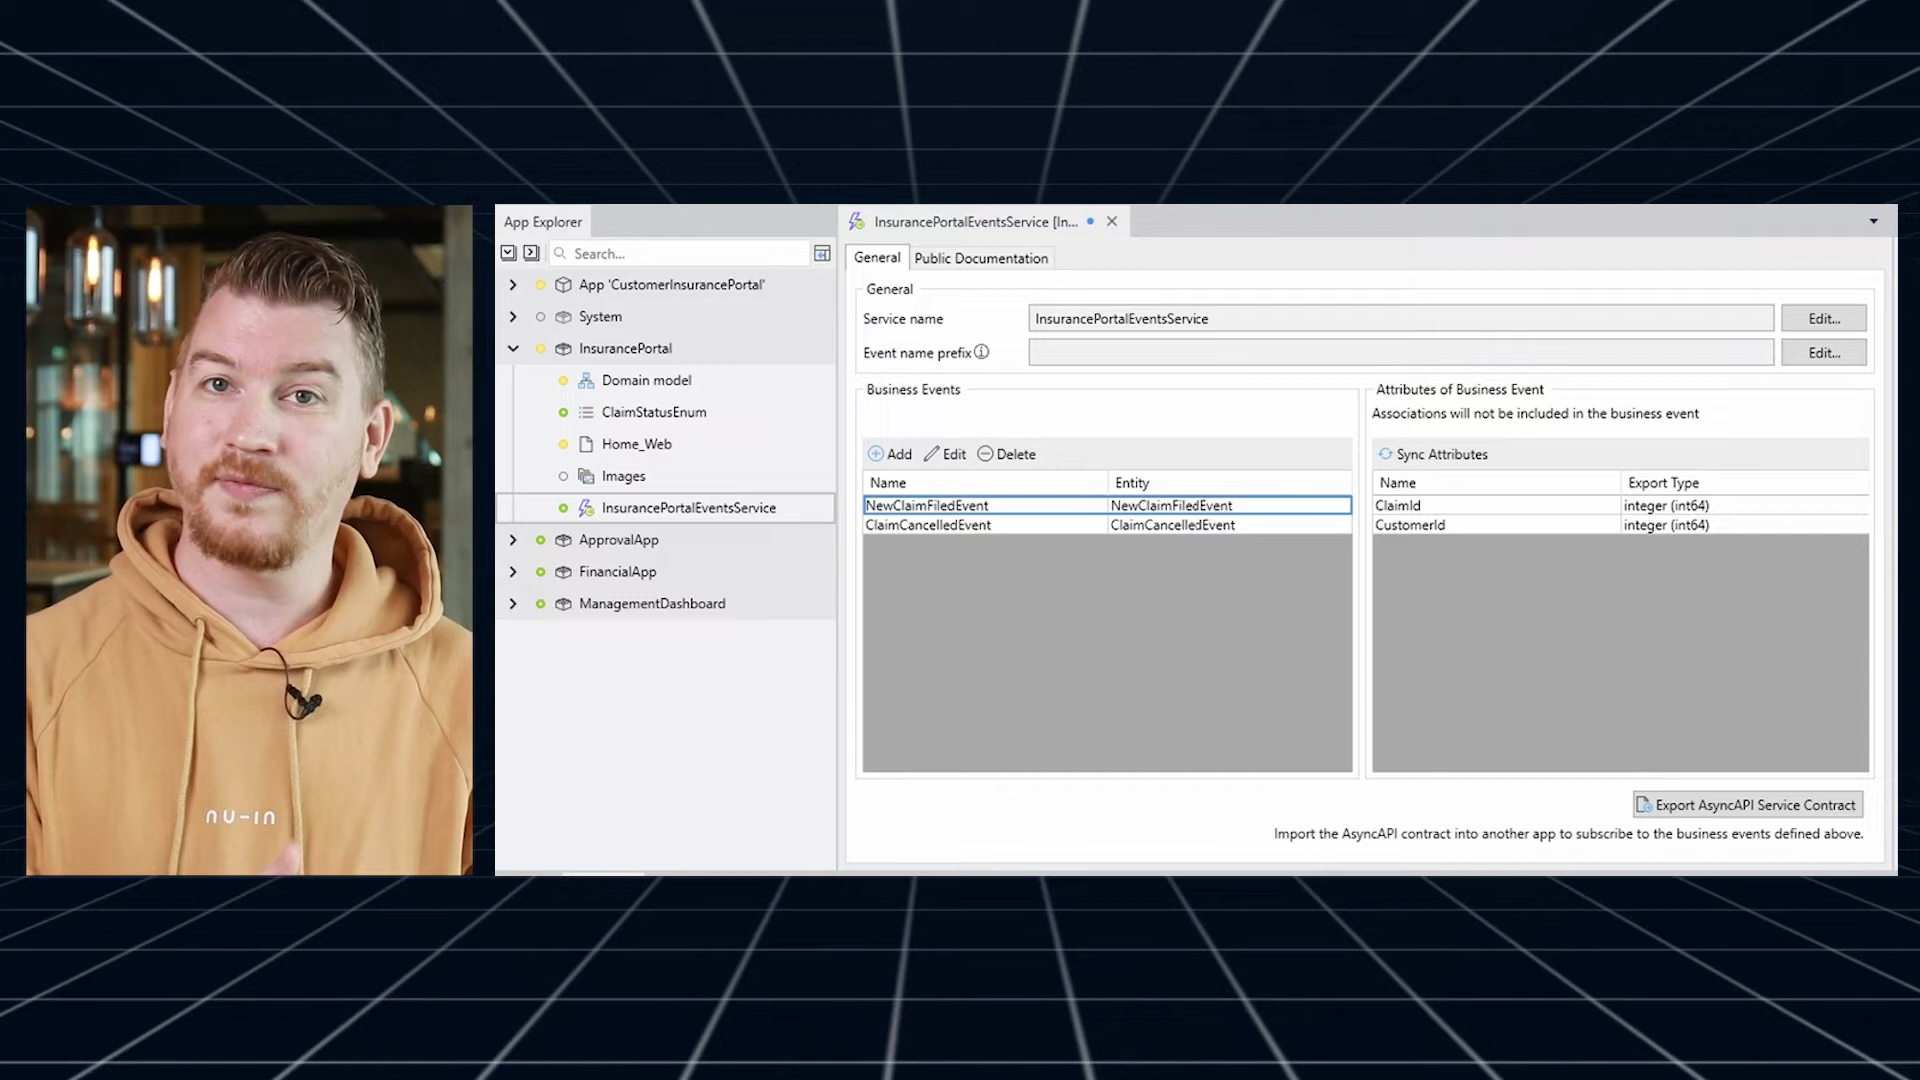 App Explorer
Search...
App 'CustomerInsurancePortal'
System
InsurancePortal
Domain model
ClaimStatusEnum
Home_Web
Images
InsurancePortalEventsService
ApprovalApp
FinancialApp
ManagementDashboard
InsurancePortalEventsService [In...
General Public Documentation
General
Service name InsurancePortalEventsService Edit...
Event name prefix Edit...
Business Events
Add Edit Delete
Name Entity
NewClaimFiledEvent NewClaimFiledEvent
ClaimCancelledEvent ClaimCancelledEvent
Attributes of Business Event
Associations will not be included in the business event
Sync Attributes
Name Export Type
ClaimId integer (int64)
CustomerId integer (int64)
Export AsyncAPI Service Contract
Import the AsyncAPI contract into another app to subscribe to the business events defined above.
nu-in